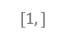 [1, ]